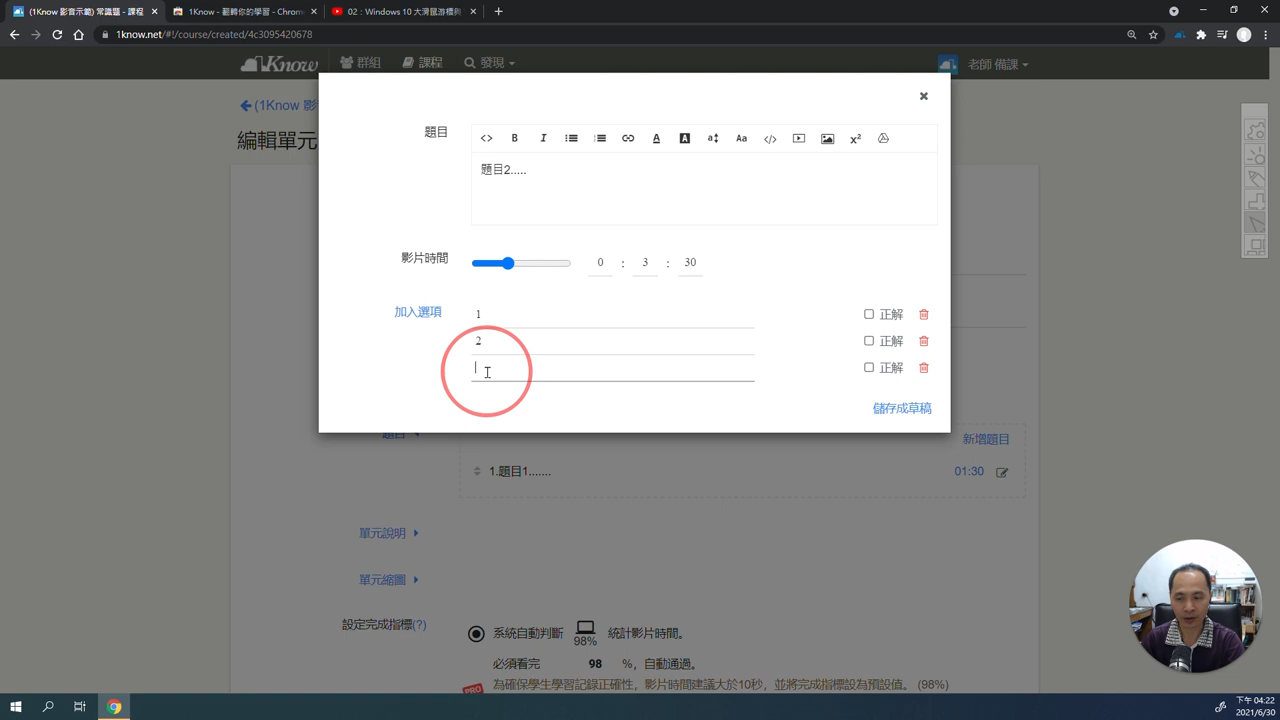 (1Know 影音示範) 常識題 - 課程
1Know - 翻轉你的學習 - Chrom
02：Windows 10 大滑鼠游標與
1know.net/#!/course/created/4c3095420678
1Know
群組
課程
發現
老師 備課
(1Know 影
編輯單元
題目
題目2.....
影片時間
0 : 3 : 30
加入選項
1
正解
2
正解
正解
儲存成草稿
題目
新增題目
1.題目1.......
01:30
單元說明
單元縮圖
設定完成指標(?)
系統自動判斷
98%
統計影片時間。
必須看完 98 %，自動通過。
PRO
為確保學生學習記錄正確性，影片時間建議大於10秒，並將完成指標設為預設值。 (98%)
下午 04:22
2021/6/30